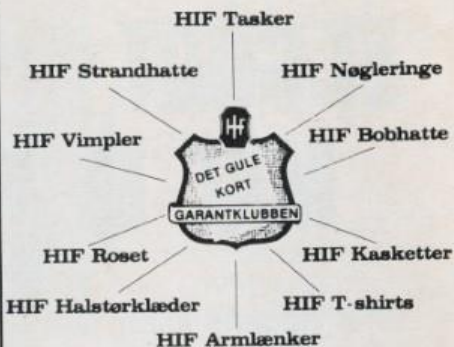 HIF Tasker
HIF Strandhatte
HIF Nøgleringe
HIF Vimpler
HIF Bobhatte
Hif
DET GULE
KORT
GARANTKLUBBEN
HIF Roset
HIF Kasketter
HIF Halstørklæder
HIF T-shirts
HIF Armlænker